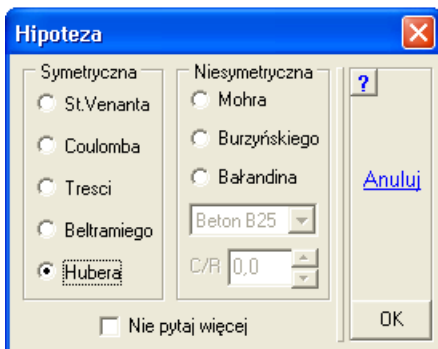 Hipoteza
Symetryczna
St.Venanta
Coulomba
Tresci
Beltramiego
Hubera
Niesymetryczna
Mohra
Burzyńskiego
Bałandina
Beton B25
C/R 0,0
Nie pytaj więcej
?
Anuluj
OK